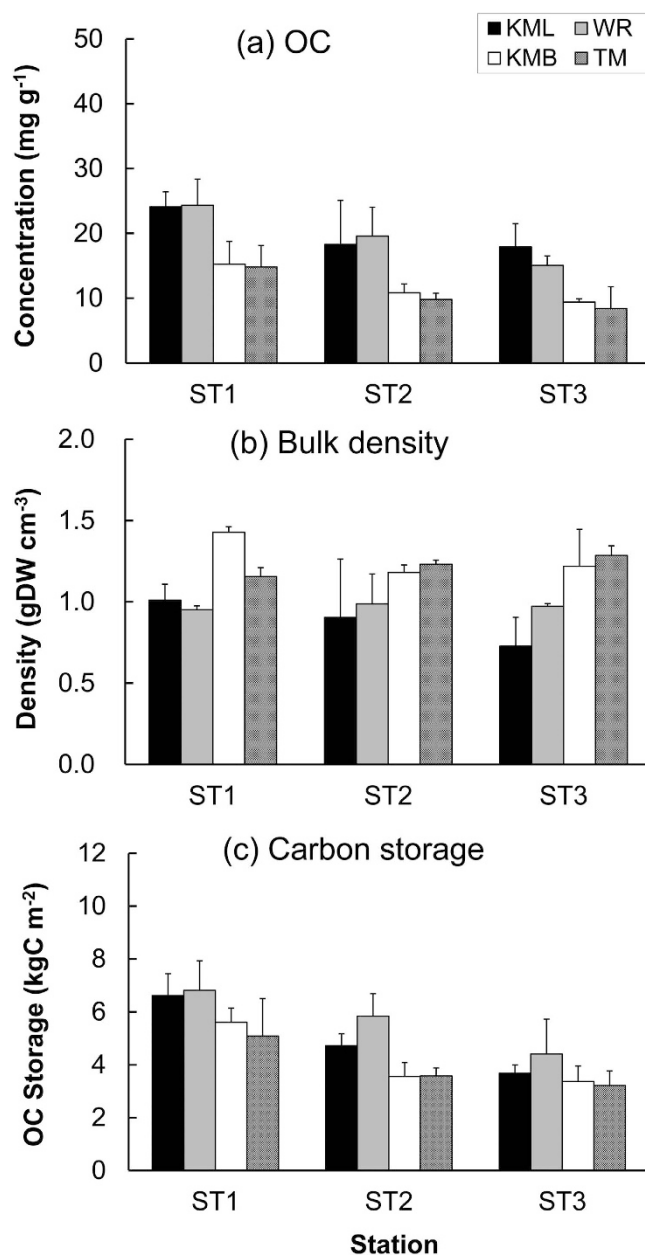 (a) OC
KML WR
KMB TM
50
40
30
20
10
0
Concentration (mg g-1)
ST1 ST2 ST3
(b) Bulk density
2.0
1.5
1.0
0.5
0.0
Density (gDW cm-3)
ST1 ST2 ST3
(c) Carbon storage
12
10
8
6
4
2
0
OC Storage (kgC m-2)
ST1 ST2 ST3
Station